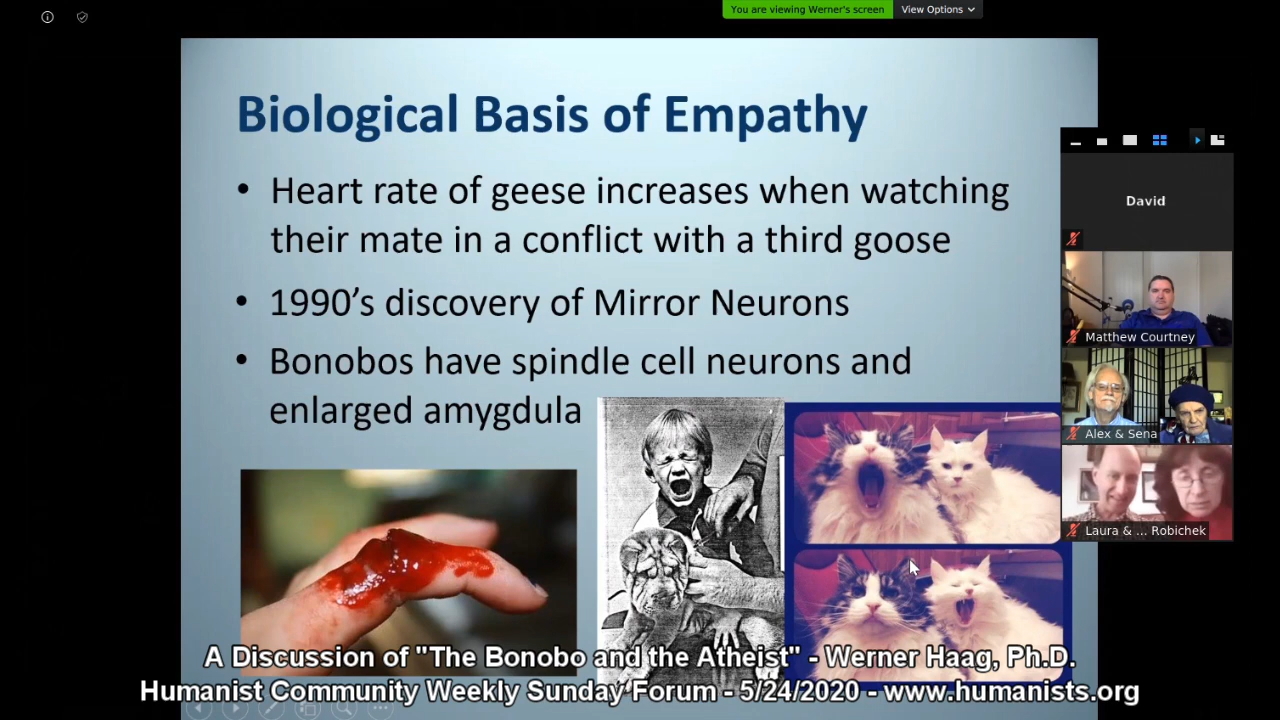 You are viewing Werner's screen
View Options
Biological Basis of Empathy
• Heart rate of geese increases when watching
their mate in a conflict with a third goose
• 1990's discovery of Mirror Neurons
• Bonobos have spindle cell neurons and
enlarged amygdula
David
Matthew Courtney
Alex & Sena
Laura & ... Robichek
A Discussion of "The Bonobo and the Atheist" - Werner Haag, Ph.D.
Humanist Community Weekly Sunday Forum - 5/24/2020 - www.humanists.org